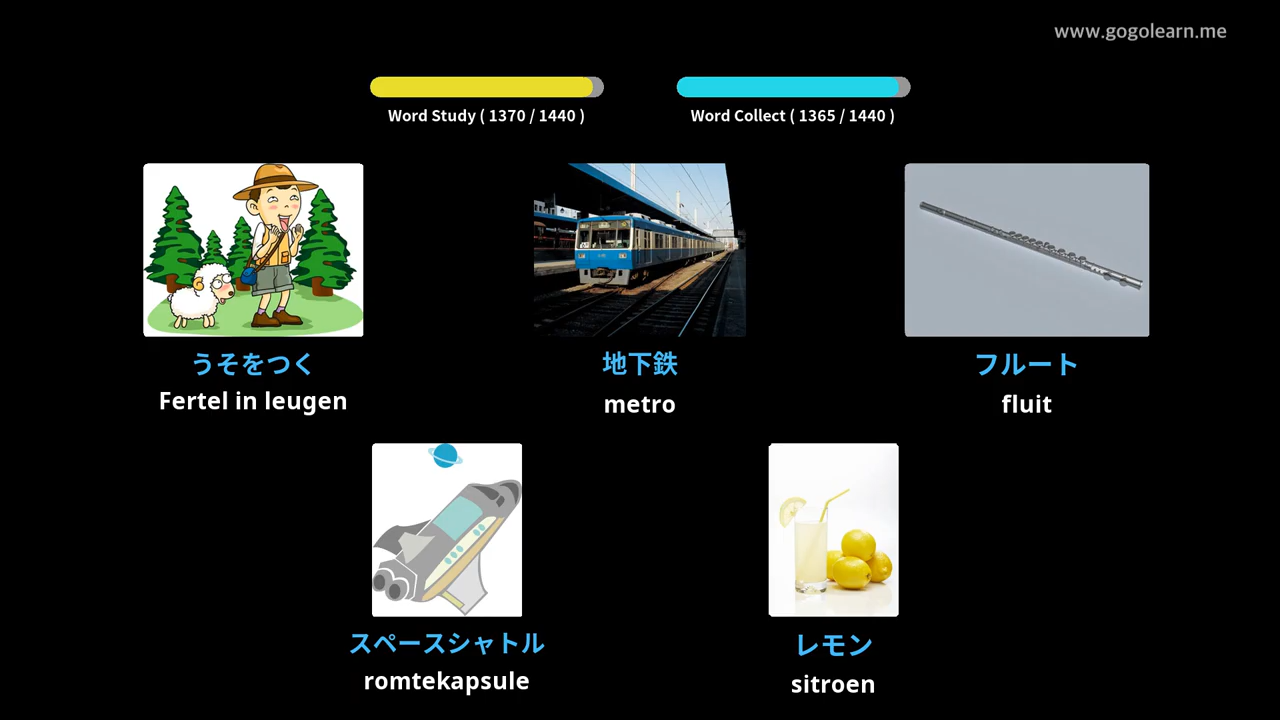 www.gogolearn.me
Word Study ( 1370 / 1440 )
Word Collect ( 1365 / 1440 )
うそをつく
Fertel in leugen
地下鉄
metro
フルート
fluit
スペースシャトル
romtekapsule
レモン
sitroen